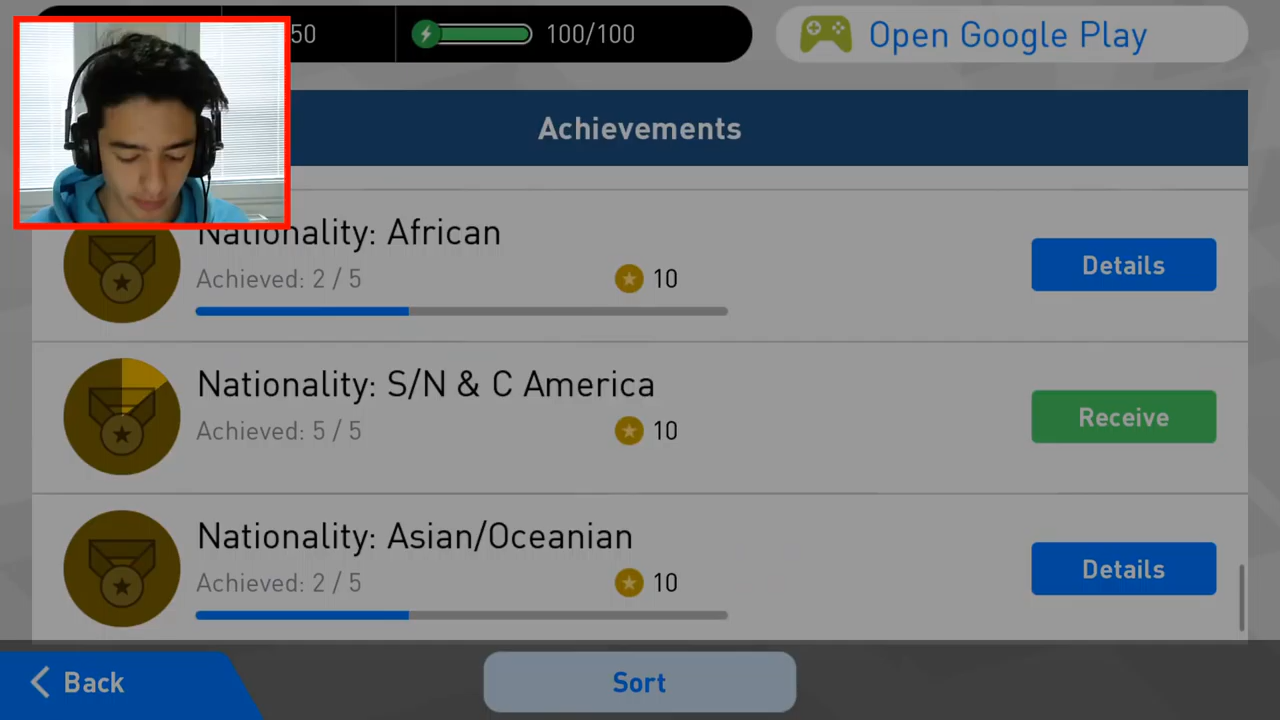 50
100/100
Open Google Play
Achievements
Nationality: African
Achieved: 2 / 5
10
Details
Nationality: S/N & C America
Achieved: 5 / 5
10
Receive
Nationality: Asian/Oceanian
Achieved: 2 / 5
10
Details
Back
Sort